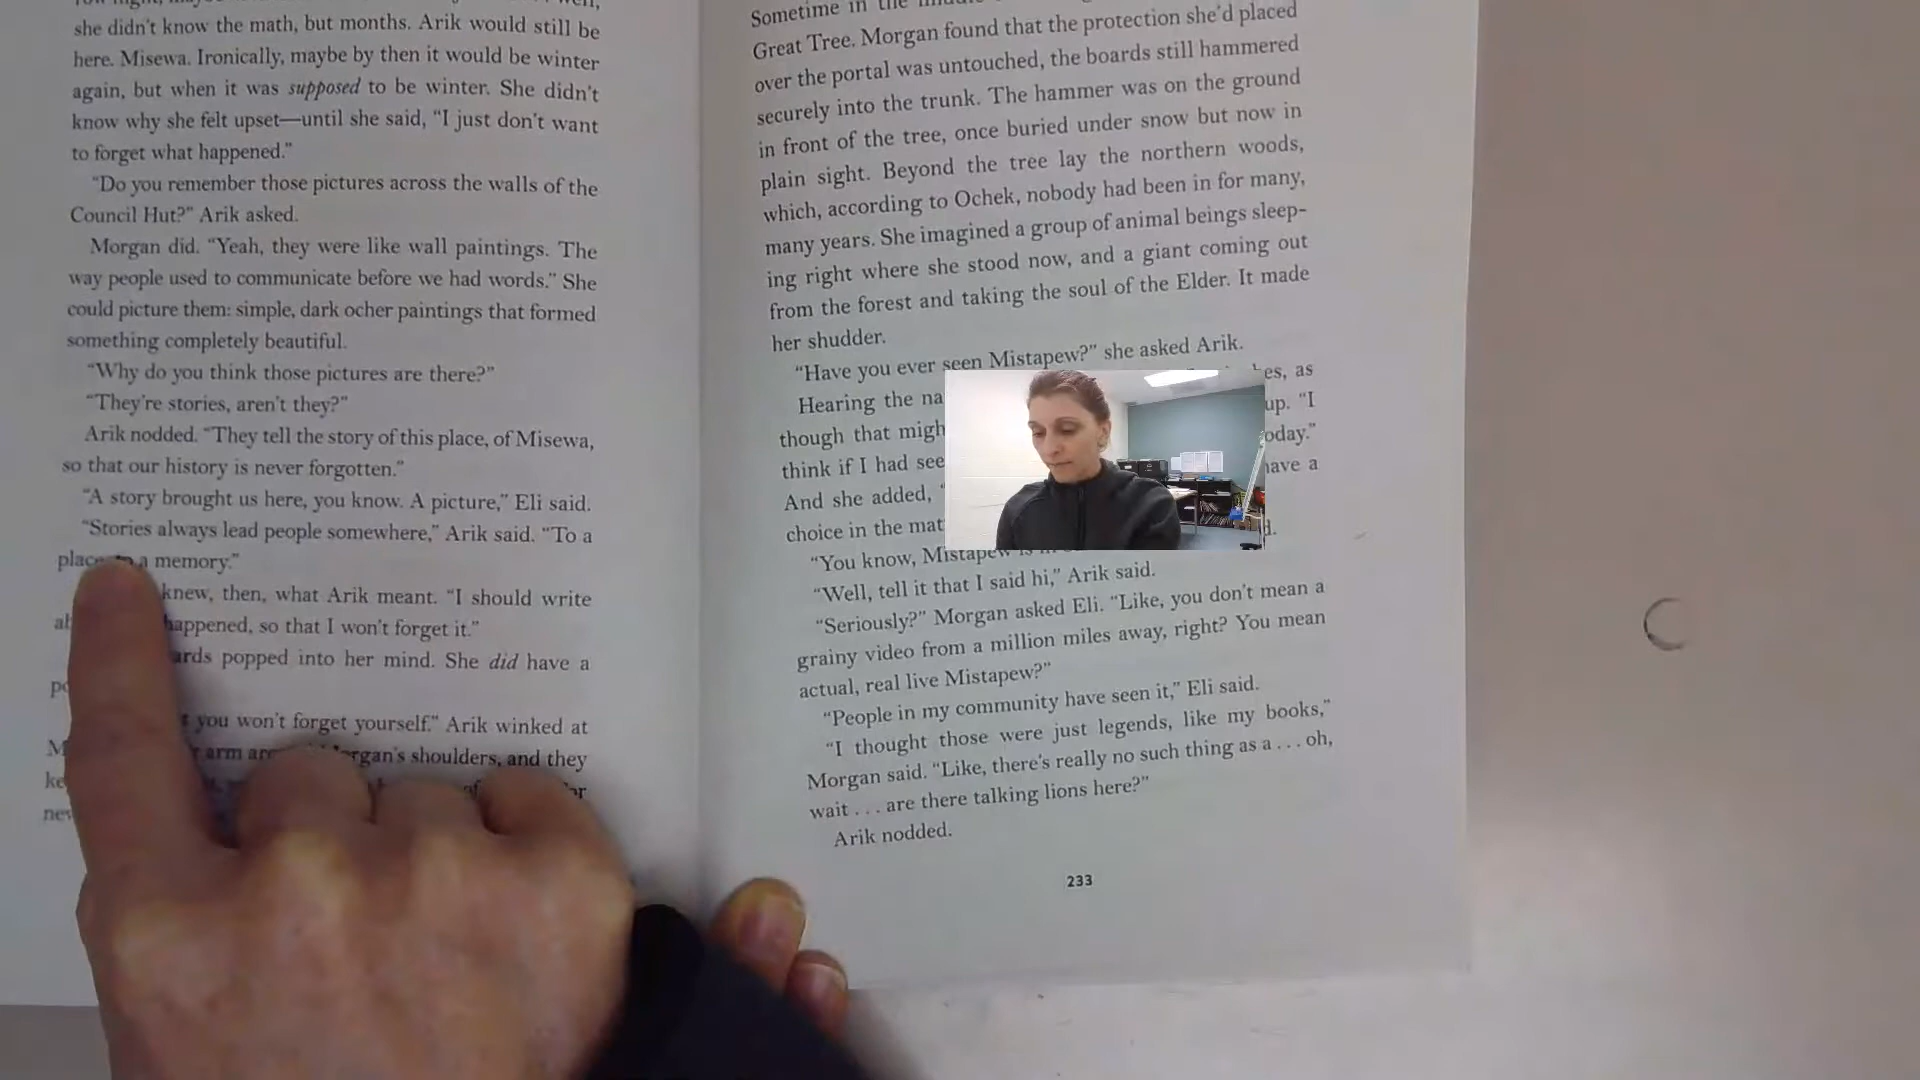 she didn't know the math, but months. Arik would still be
here. Misewa. Ironically, maybe by then it would be winter
again, but when it was supposed to be winter. She didn't
know why she felt upset—until she said, “I just don't want
to forget what happened.”
“Do you remember those pictures across the walls of the
Council Hut?” Arik asked.
Morgan did. “Yeah, they were like wall paintings. The
way people used to communicate before we had words.” She
could picture them: simple, dark ocher paintings that formed
something completely beautiful.
“Why do you think those pictures are there?”
“They're stories, aren't they?”
Arik nodded. “They tell the story of this place, of Misewa,
so that our history is never forgotten.”
“A story brought us here, you know. A picture,” Eli said.
“Stories always lead people somewhere,” Arik said. “To a
a memory.”
knew, then, what Arik meant. “I should write
happened, so that I won't forget it.”
popped into her mind. She did have a
you won't forget yourself.” Arik winked at
arm shoulders, and they
Sometime in the
Great Tree. Morgan found that the protection she'd placed
over the portal was untouched, the boards still hammered
securely into the trunk. The hammer was on the ground
in front of the tree, once buried under snow but now in
plain sight. Beyond the tree lay the northern woods,
which, according to Ochek, nobody had been in for many,
many years. She imagined a group of animal beings sleep-
ing right where she stood now, and a giant coming out
from the forest and taking the soul of the Elder. It made
her shudder.
“Have you ever seen Mistapew?” she asked Arik.
Hearing the as
though that up. “I
think if I had
And she added, have a
choice in the
“You know, Mistapew
“Well, tell it that I said hi,” Arik said.
“Seriously?” Morgan asked Eli. “Like, you don't mean a
grainy video from a million miles away, right? You mean
actual, real live Mistapew?”
“People in my community have seen it,” Eli said.
“I thought those were just legends, like my books,”
Morgan said. “Like, there's really no such thing as a . . . oh,
wait . . . are there talking lions here?”
Arik nodded.
233